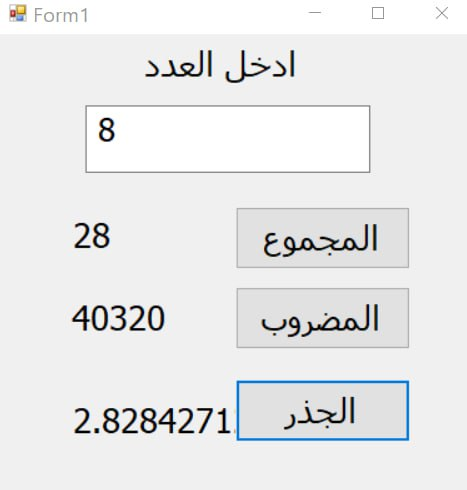 Form1
ادخل العدد
8
المجموع 28
المضروب 40320
الجذر 2.8284271